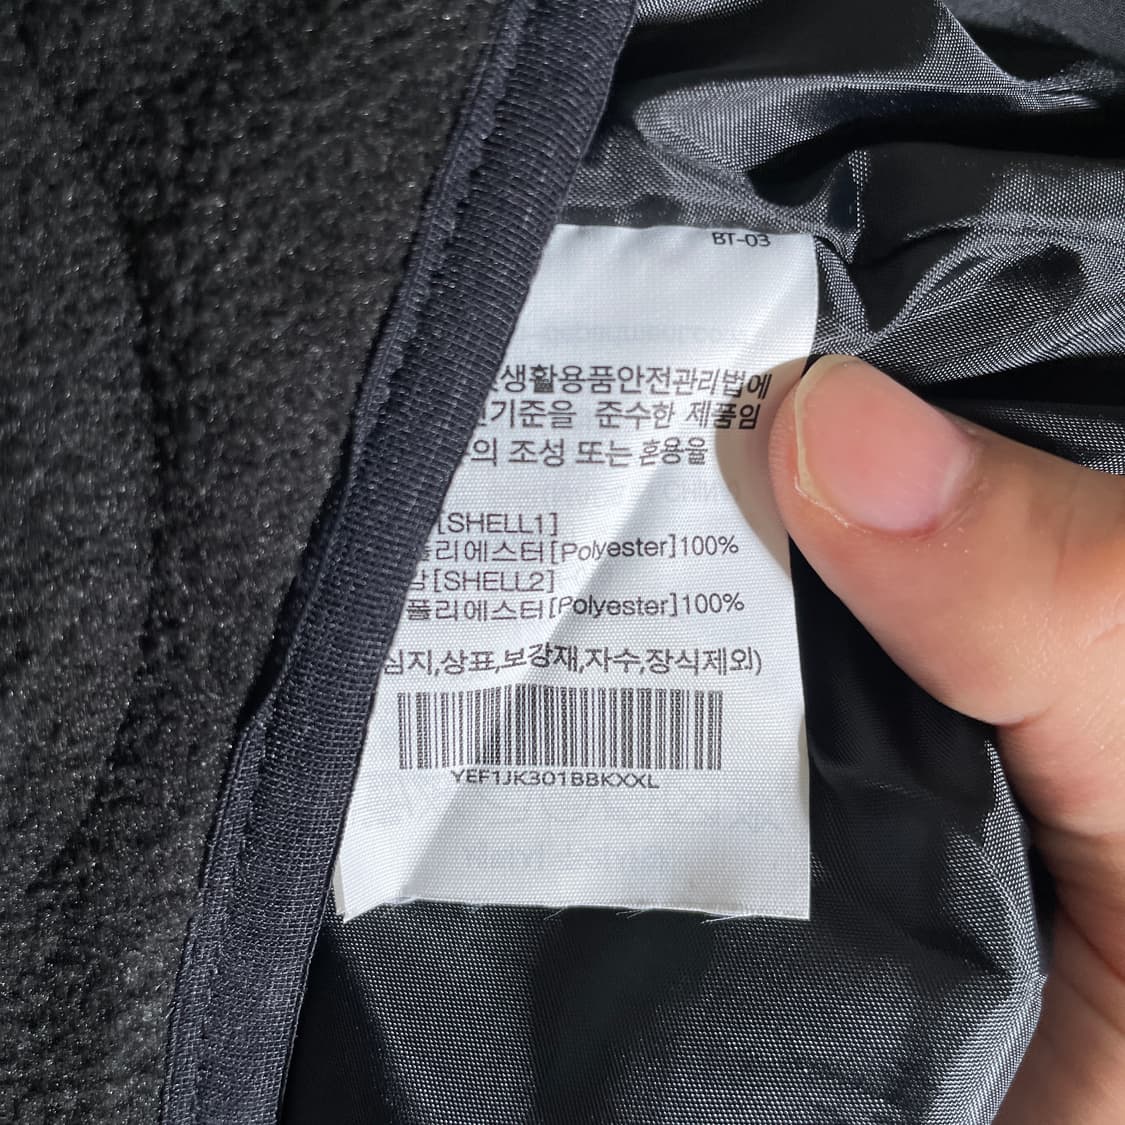 BT-03
생활용품안전관리법에
기준을 준수한 제품임
의 조성 또는 혼용율
[SHELL1]
폴리에스터[Polyester]100%
[SHELL2]
폴리에스터[Polyester]100%
심지,상표,보강재,자수,장식제외)
YEF1JK301BBKXXL